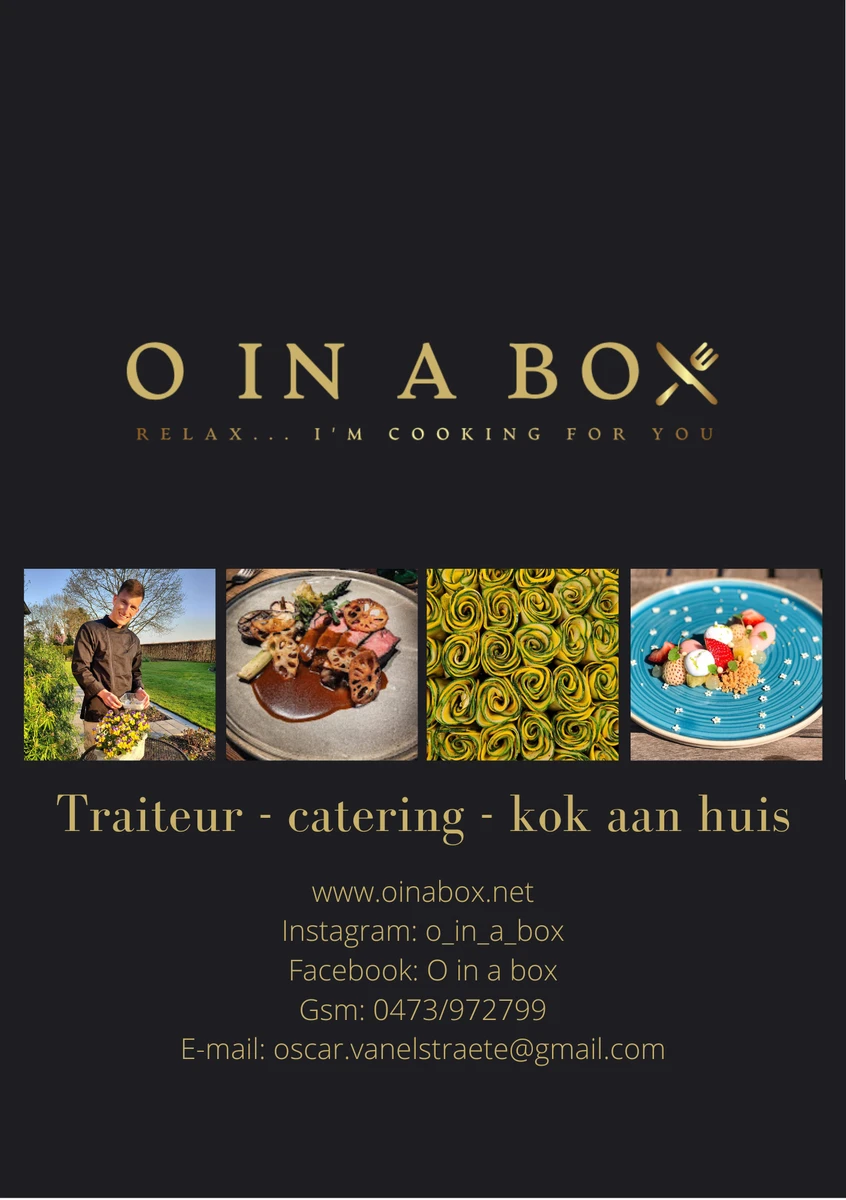 O IN A BOX
RELAX... I'M COOKING FOR YOU
Traiteur - catering - kok aan huis
www.oinabox.net
Instagram: o_in_a_box
Facebook: O in a box
Gsm: 0473/972799
E-mail: oscar.vanelstraete@gmail.com